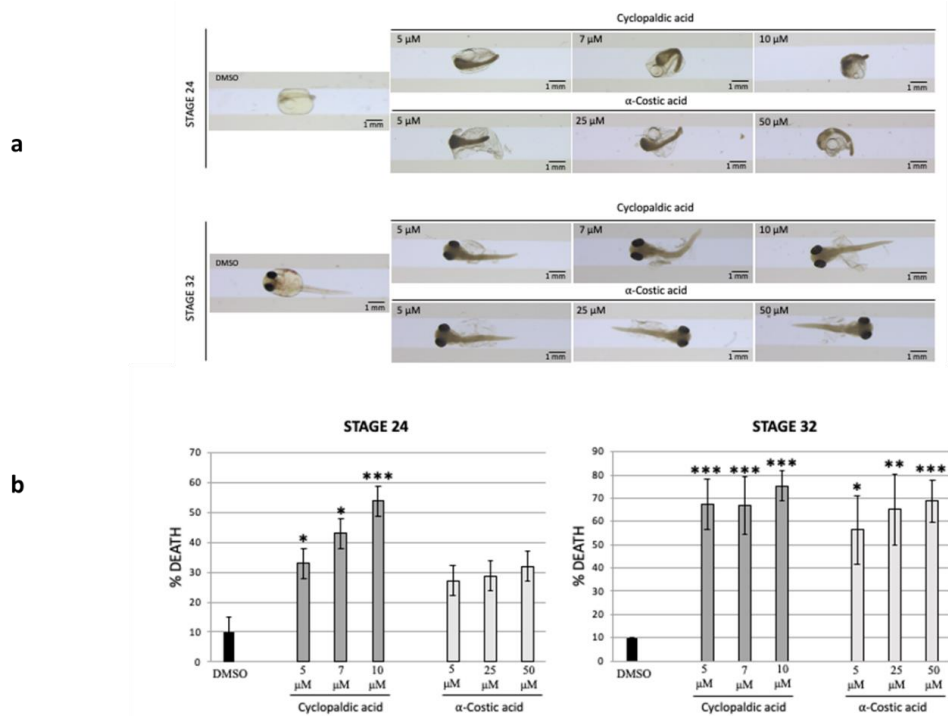 a
Cyclopaldic acid
STAGE 24
DMSO
1 mm
5 µM
1 mm
7 µM
1 mm
10 µM
1 mm
α-Costic acid
5 µM
1 mm
25 µM
1 mm
50 µM
1 mm
Cyclopaldic acid
STAGE 32
DMSO
1 mm
5 µM
1 mm
7 µM
1 mm
10 µM
1 mm
α-Costic acid
5 µM
1 mm
25 µM
1 mm
50 µM
1 mm
b
STAGE 24
% DEATH
70
60
50
40
30
20
10
0
* * ***
DMSO
5 µM
7 µM
10 µM
5 µM
25 µM
50 µM
Cyclopaldic acid
α-Costic acid
STAGE 32
% DEATH
90
80
70
60
50
40
30
20
10
0
*** *** *** * ** ***
DMSO
5 µM
7 µM
10 µM
5 µM
25 µM
50 µM
Cyclopaldic acid
α-Costic acid